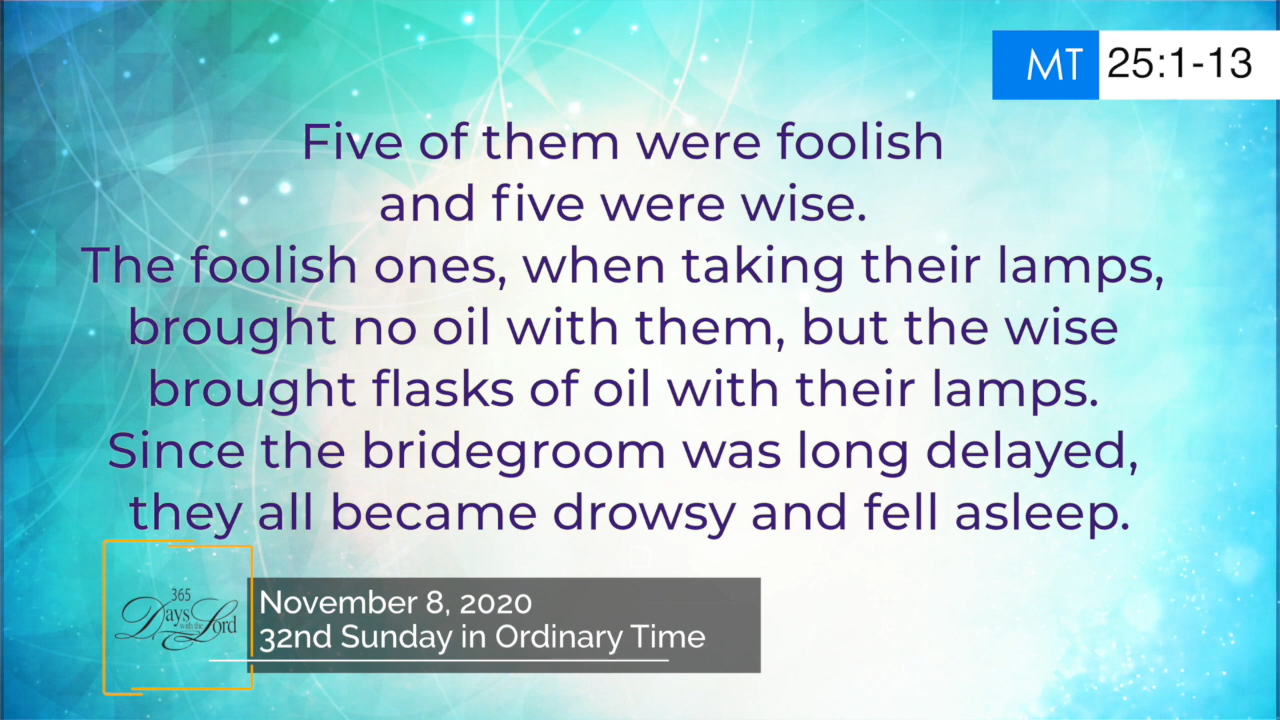 MT 25:1-13
Five of them were foolish
and five were wise.
The foolish ones, when taking their lamps,
brought no oil with them, but the wise
brought flasks of oil with their lamps.
Since the bridegroom was long delayed,
they all became drowsy and fell asleep.
365
Days with the Lord
November 8, 2020
32nd Sunday in Ordinary Time